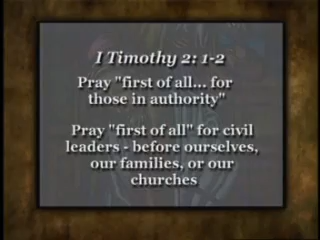 I Timothy 2: 1-2
Pray "first of all... for
those in authority"
Pray "first of all" for civil
leaders - before ourselves,
our families, or our
churches